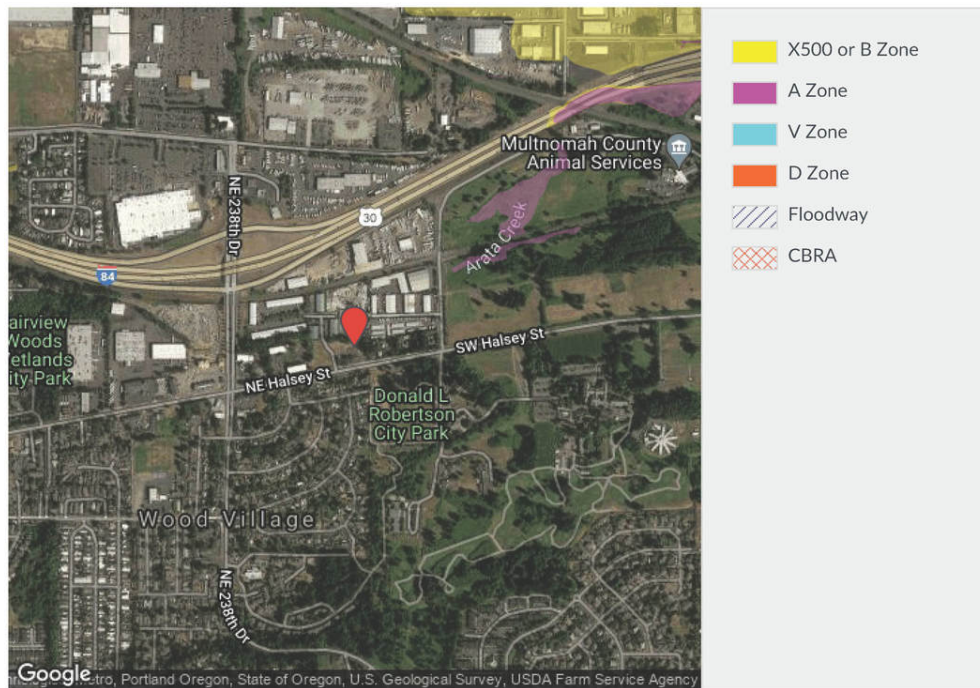 X500 or B Zone
A Zone
V Zone
D Zone
Floodway
CBRA
Multnomah County
Animal Services
NE 238th Dr
30
Arata Creek
84
airview
Woods
etlands
ity Park
SW Halsey St
NE Halsey St
Donald L
Robertson
City Park
Wood Village
NE 238th Dr
Google
etro, Portland Oregon, State of Oregon, U.S. Geological Survey, USDA Farm Service Agency